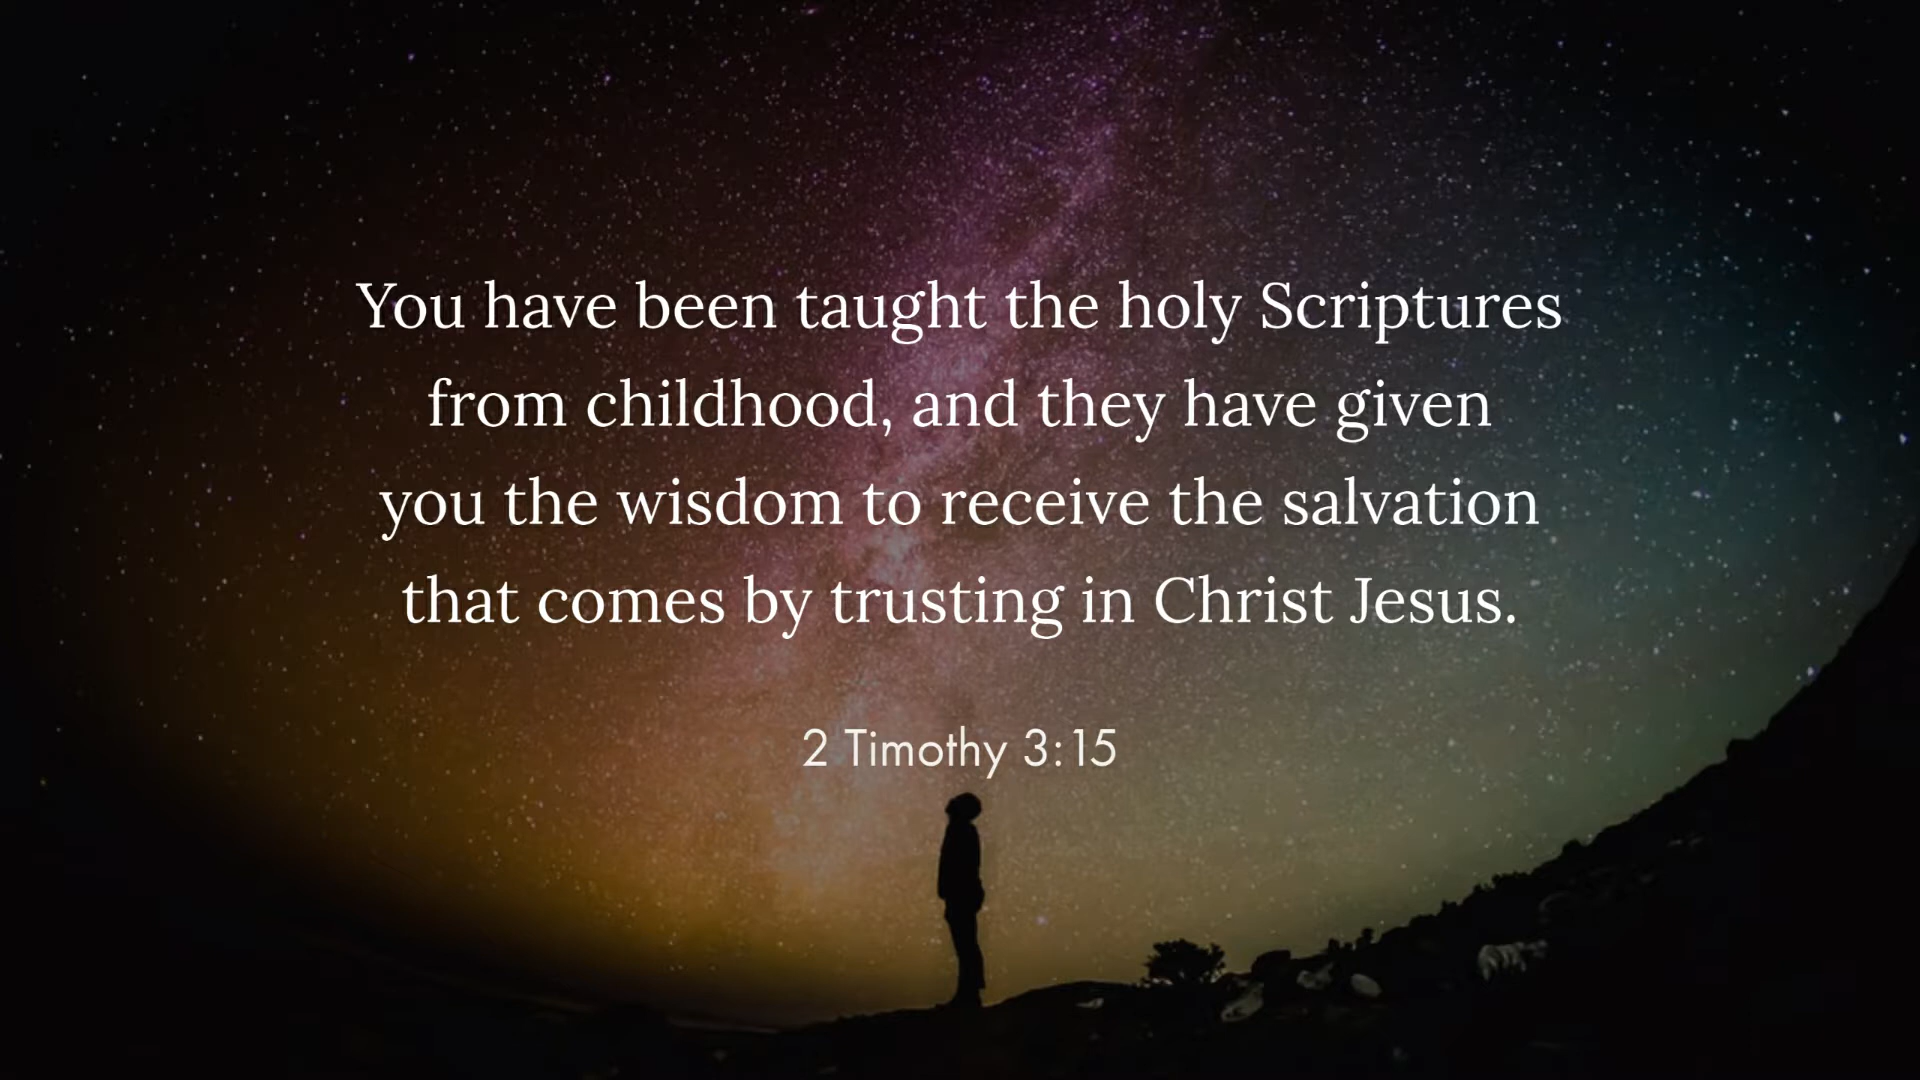 You have been taught the holy Scriptures
from childhood, and they have given
you the wisdom to receive the salvation
that comes by trusting in Christ Jesus.
2 Timothy 3:15